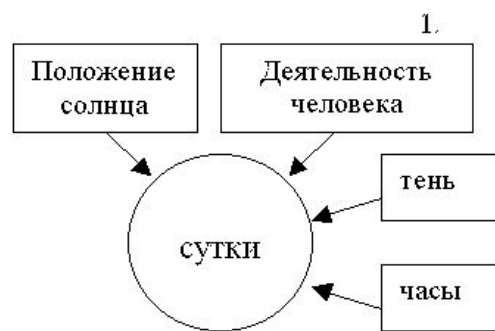 1.
Положение
солнца
Деятельность
человека
тень
сутки
часы